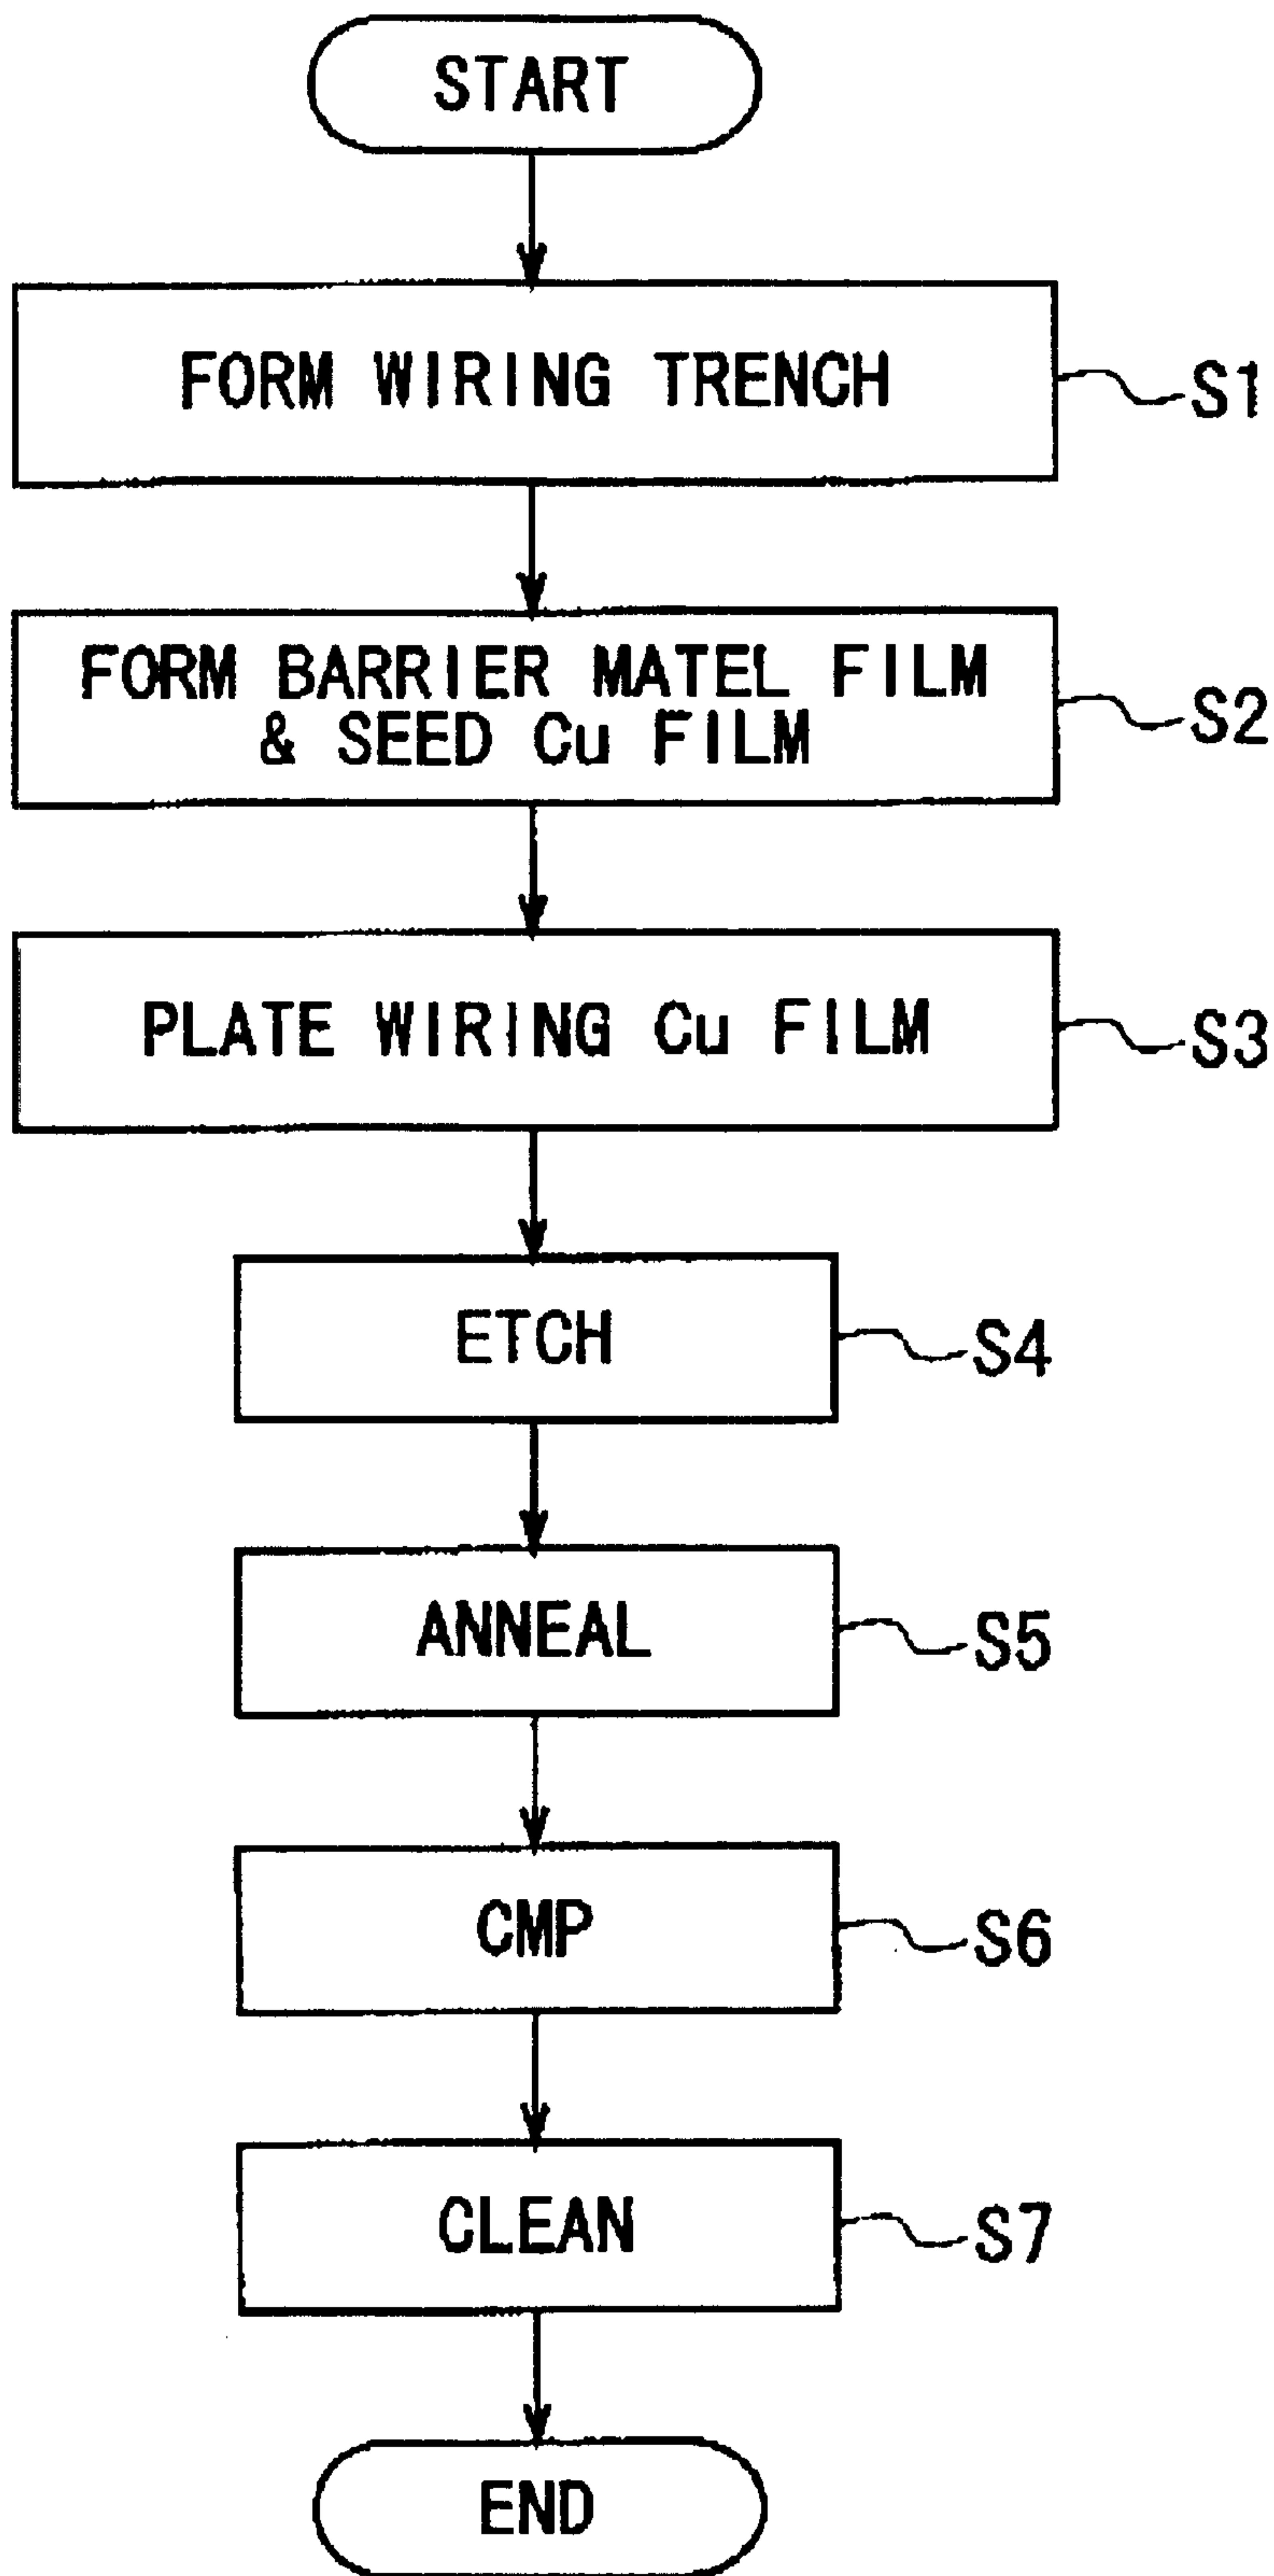 START
FORM WIRING TRENCH
S1
FORM BARRIER MATEL FILM
& SEED Cu FILM
S2
PLATE WIRING Cu FILM
S3
ETCH
S4
ANNEAL
S5
CMP
S6
CLEAN
S7
END